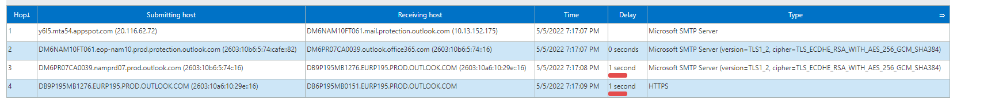 Hop↓ Submitting host Receiving host Time Delay Type ⇒
1 y6I5.mta54.appspot.com (20.116.62.72) DM6NAM10FT061.mail.protection.outlook.com (10.13.152.175) 5/5/2022 7:17:07 PM Microsoft SMTP Server
2 DM6NAM10FT061.eop-nam10.prod.protection.outlook.com (2603:10b6:5:74:cafe::82) DM6PR07CA0039.outlook.office365.com (2603:10b6:5:74::16) 5/5/2022 7:17:07 PM 0 seconds Microsoft SMTP Server (version=TLS1_2, cipher=TLS_ECDHE_RSA_WITH_AES_256_GCM_SHA384)
3 DM6PR07CA0039.namprd07.prod.outlook.com (2603:10b6:5:74::16) DB9P195MB1276.EURP195.PROD.OUTLOOK.COM (2603:10a6:10:29e::16) 5/5/2022 7:17:08 PM 1 second Microsoft SMTP Server (version=TLS1_2, cipher=TLS_ECDHE_RSA_WITH_AES_256_GCM_SHA384)
4 DB9P195MB1276.EURP195.PROD.OUTLOOK.COM (2603:10a6:10:29e::16) DB6P195MB0151.EURP195.PROD.OUTLOOK.COM 5/5/2022 7:17:09 PM 1 second HTTPS